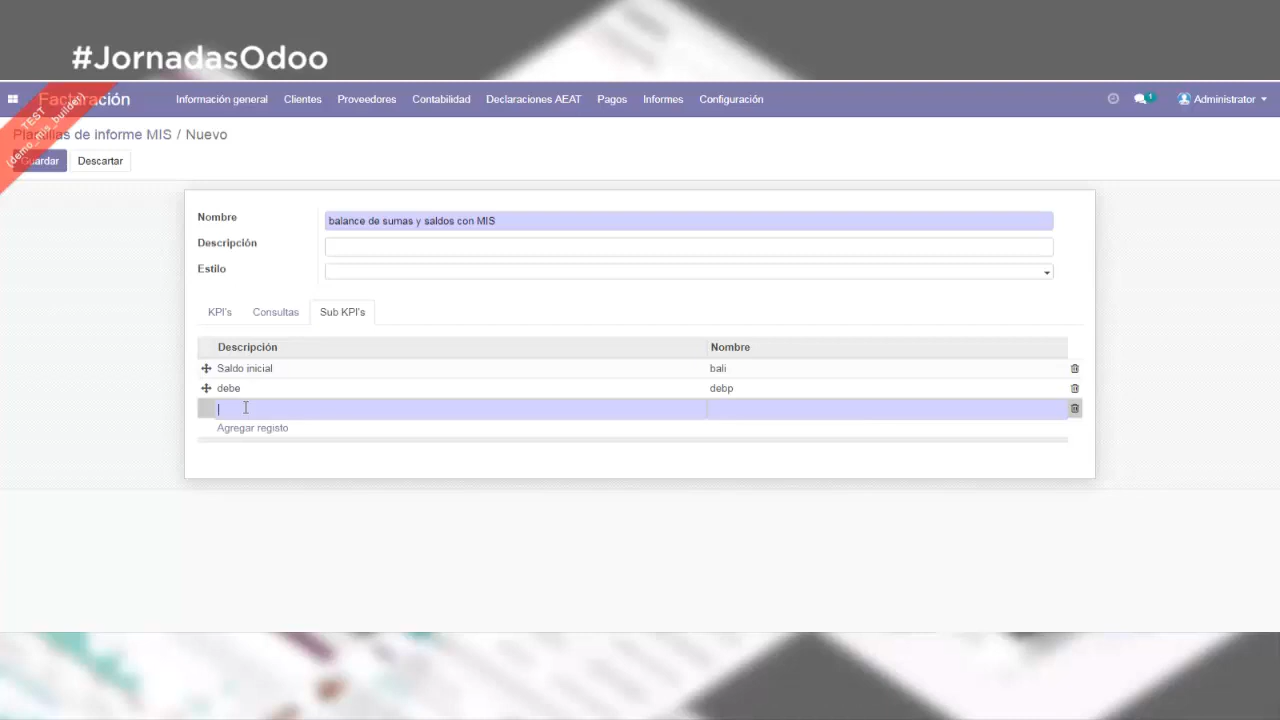 #JornadasOdoo
Facturación
Información general
Clientes
Proveedores
Contabilidad
Declaraciones AEAT
Pagos
Informes
Configuración
1
Administrator
TEST
(demo_mis_builder)
Plantillas de informe MIS / Nuevo
Guardar
Descartar
Nombre
balance de sumas y saldos con MIS
Descripción
Estilo
KPI's
Consultas
Sub KPI's
Descripción
Nombre
Saldo inicial
bali
debe
debp
Agregar registo